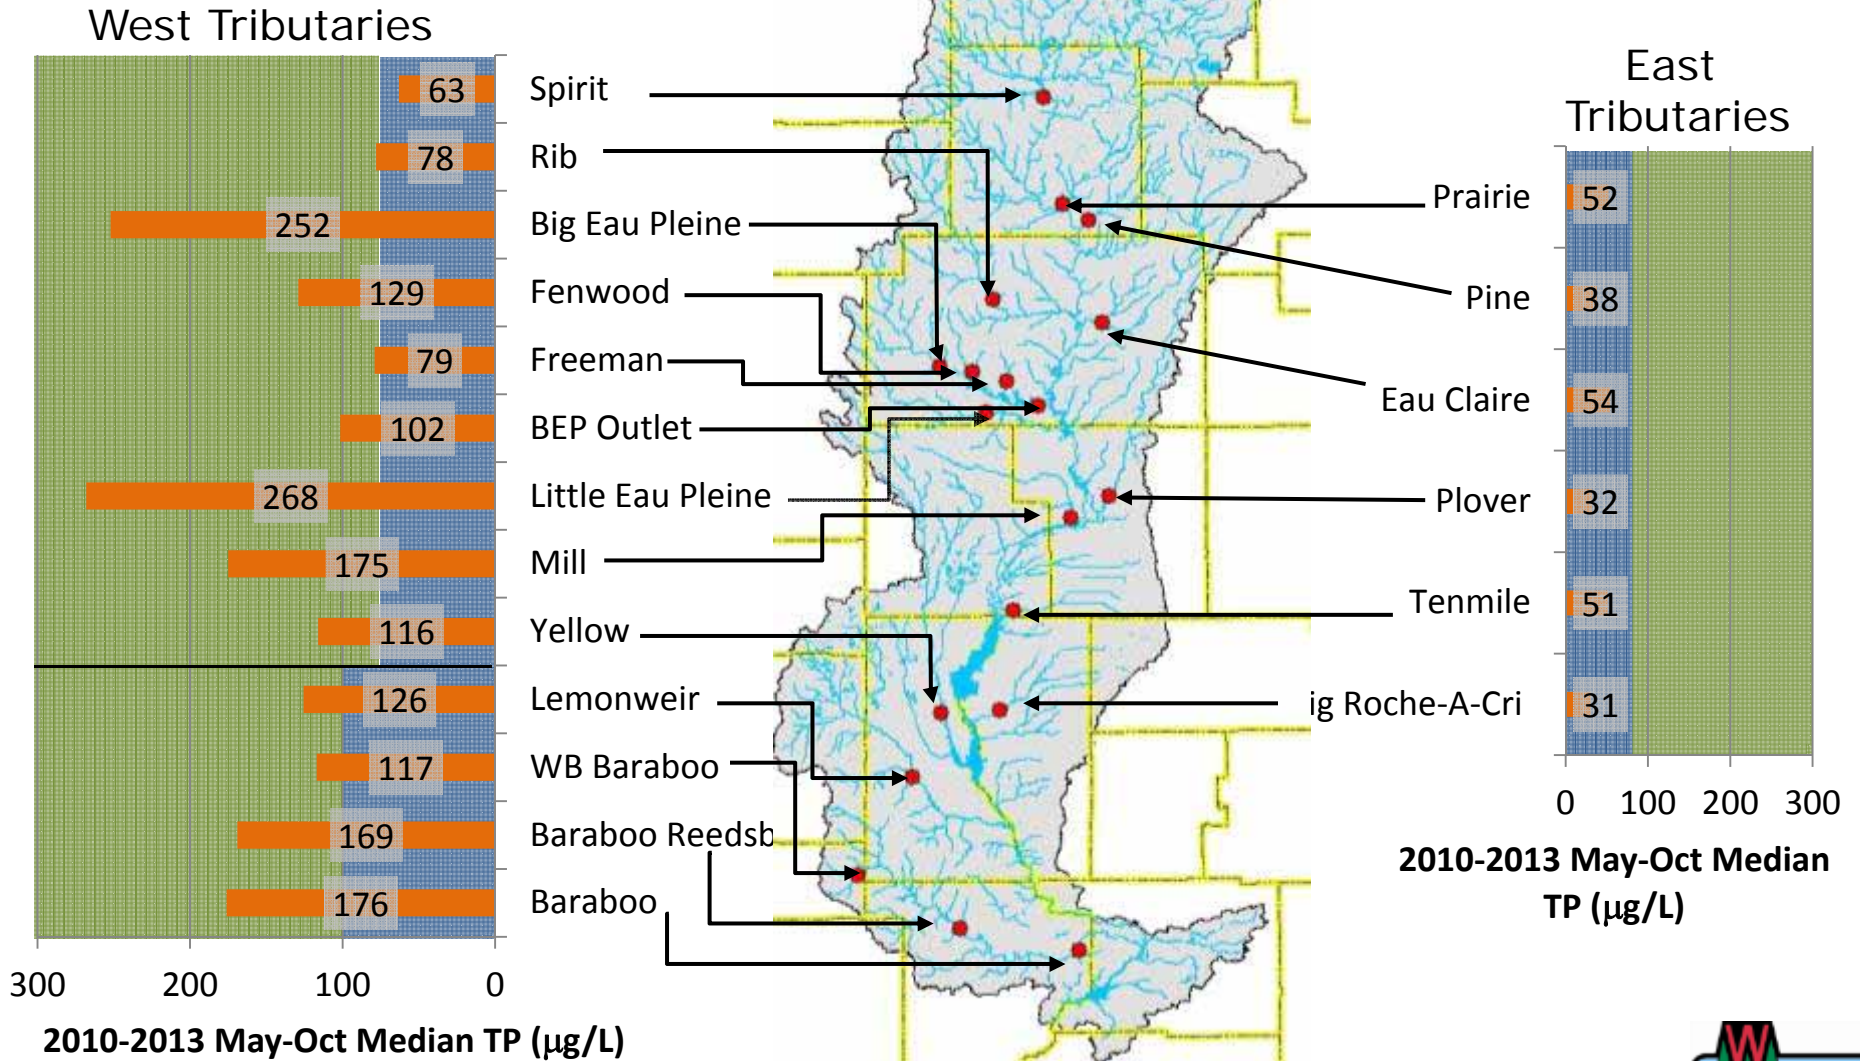 West Tributaries
63
78
252
129
79
102
268
175
116
126
117
169
176
300 200 100 0
2010-2013 May-Oct Median TP (µg/L)
Spirit
Rib
Big Eau Pleine
Fenwood
Freeman
BEP Outlet
Little Eau Pleine
Mill
Yellow
Lemonweir
WB Baraboo
Baraboo Reedsb
Baraboo
East
Tributaries
Prairie
Pine
Eau Claire
Plover
Tenmile
ig Roche-A-Cri
52
38
54
32
51
31
0 100 200 300
2010-2013 May-Oct Median
TP (µg/L)
W